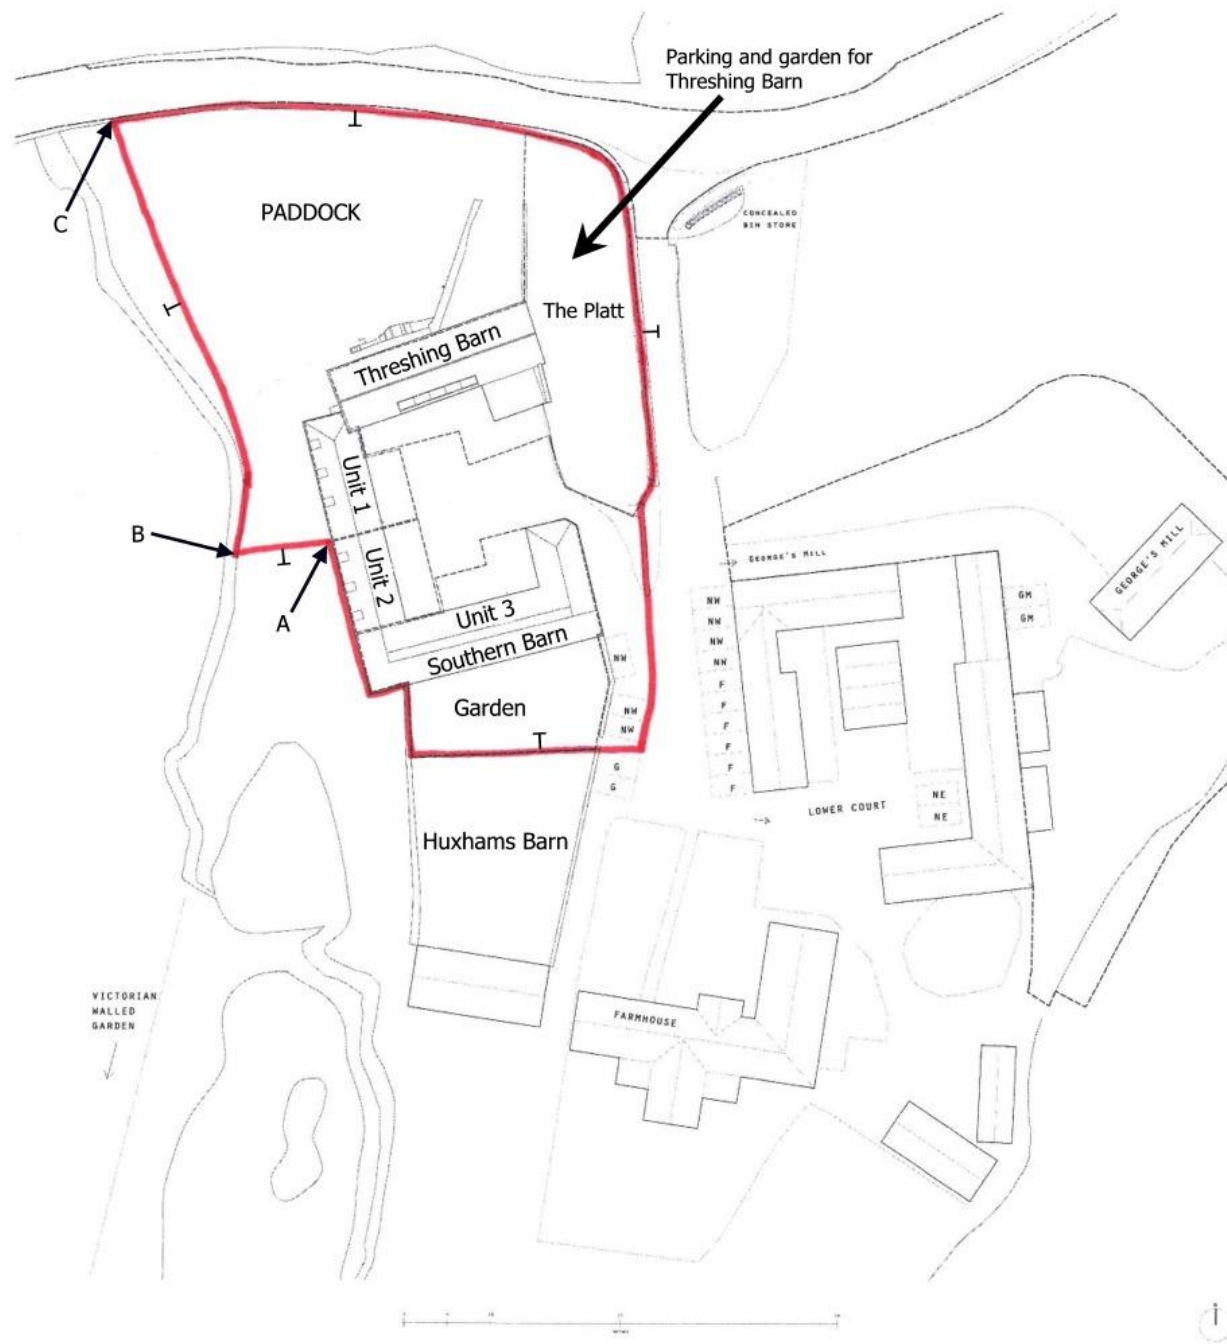 Parking and garden for
Threshing Barn
C
PADDOCK
CONCEALED
BIN STORE
The Platt
Threshing Barn
Unit 1
B
Unit 2
A
GEORGE'S MILL
GEORGE'S MILL
Unit 3
Southern Barn
NW
NW
NW
NW
NW
GM
GM
F
F
F
F
F
F
Garden
NW
NW
G
G
NE
NE
LOWER COURT
Huxhams Barn
VICTORIAN
WALLED
GARDEN
FARMHOUSE